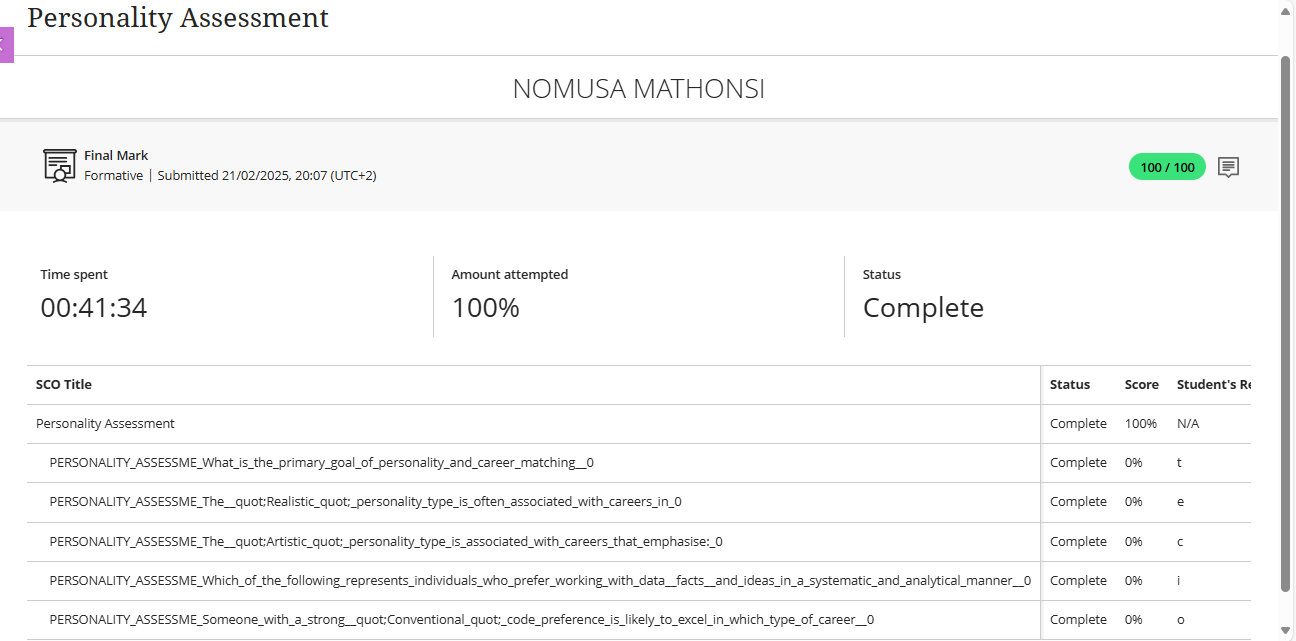 Personality Assessment
NOMUSA MATHONSI
Final Mark
Formative | Submitted 21/02/2025, 20:07 (UTC+2)
100 / 100
Time spent
00:41:34
Amount attempted
100%
Status
Complete
SCO Title Status Score Student's Re
Personality Assessment Complete 100% N/A
PERSONALITY_ASSESSME_What_is_the_primary_goal_of_personality_and_career_matching__0 Complete 0% t
PERSONALITY_ASSESSME_The__quot;Realistic_quot;_personality_type_is_often_associated_with_careers_in_0 Complete 0% e
PERSONALITY_ASSESSME_The__quot;Artistic_quot;_personality_type_is_associated_with_careers_that_emphasise:_0 Complete 0% c
PERSONALITY_ASSESSME_Which_of_the_following_represents_individuals_who_prefer_working_with_data__facts__and_ideas_in_a_systematic_and_analytical_manner__0 Complete 0% i
PERSONALITY_ASSESSME_Someone_with_a_strong__quot;Conventional_quot;_code_preference_is_likely_to_excel_in_which_type_of_career__0 Complete 0% o